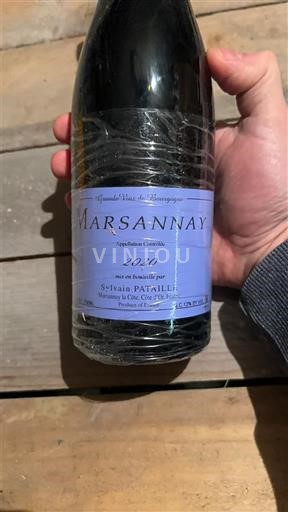 Grands Vins de Bourgogne
MARSANNAY
Appellation Contrôlée
VINTOU
2020
mis en bouteille par
Sylvain PATAILLE
Marsannay la Côte, Côte d'Or, France
Product of France